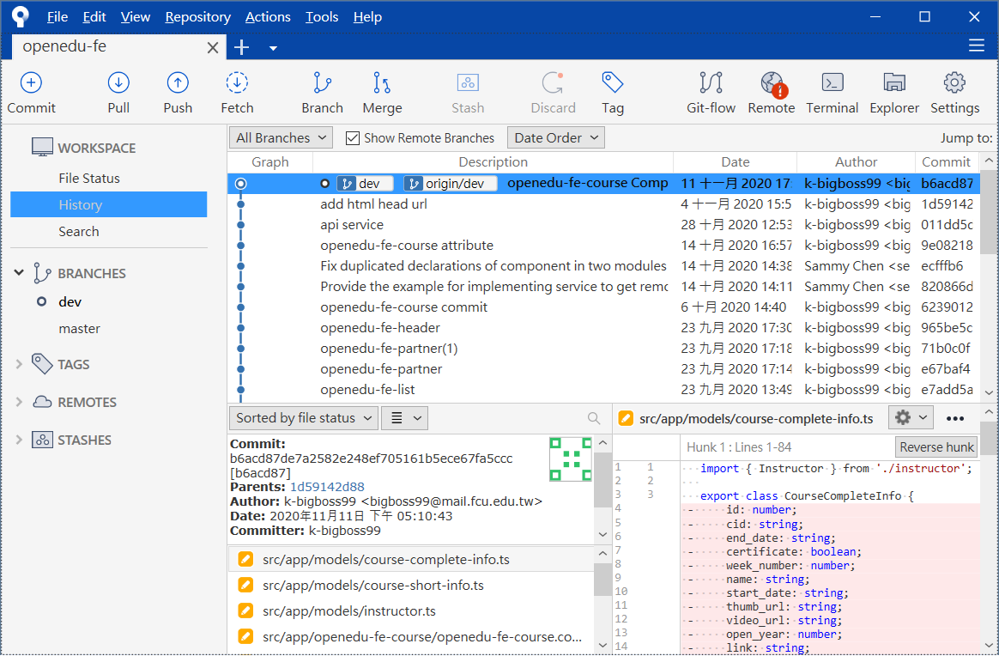 File Edit View Repository Actions Tools Help
openedu-fe
Commit Pull Push Fetch Branch Merge Stash Discard Tag Git-flow Remote Terminal Explorer Settings
WORKSPACE
File Status
History
Search
BRANCHES
dev
master
TAGS
REMOTES
STASHES
All Branches Show Remote Branches Date Order Jump to:
Graph Description Date Author Commit
dev origin/dev openedu-fe-course Comp 11 十一月 2020 17: k-bigboss99 <big b6acd87
add html head url 4 十一月 2020 15:5 k-bigboss99 <big 1d59142
api service 28 十月 2020 12:53 k-bigboss99 <big 011dd5c
openedu-fe-course attribute 14 十月 2020 16:57 k-bigboss99 <big 9e08218
Fix duplicated declarations of component in two modules 14 十月 2020 14:38 Sammy Chen <se ecfffb6
Provide the example for implementing service to get remo 14 十月 2020 14:11 Sammy Chen <se 820866d
openedu-fe-course commit 6 十月 2020 14:40 k-bigboss99 <big 6239012
openedu-fe-header 23 九月 2020 17:30 k-bigboss99 <big 965be5c
openedu-fe-partner(1) 23 九月 2020 17:18 k-bigboss99 <big 71b0c0f
openedu-fe-partner 23 九月 2020 17:14 k-bigboss99 <big e67baf4
openedu-fe-list 23 九月 2020 13:49 k-bigboss99 <big e7add5a
Sorted by file status
Commit:
b6acd87de7a2582e248ef705161b5ece67fa5ccc
[b6acd87]
Parents: 1d59142d88
Author: k-bigboss99 <bigboss99@mail.fcu.edu.tw>
Date: 2020年11月11日 下午 05:10:43
Committer: k-bigboss99
src/app/models/course-complete-info.ts
src/app/models/course-short-info.ts
src/app/models/instructor.ts
src/app/openedu-fe-course/openedu-fe-course.co...
src/app/models/course-complete-info.ts
Hunk 1 : Lines 1-84 Reverse hunk
1 1 import { Instructor } from './instructor';
2 2
3 3 export class CourseCompleteInfo {
4 - id: number;
5 - cid: string;
6 - end_date: string;
7 - certificate: boolean;
8 - week_number: number;
9 - name: string;
10 - start_date: string;
11 - thumb_url: string;
12 - video_url: string;
13 - open_year: number;
14 - link: string;